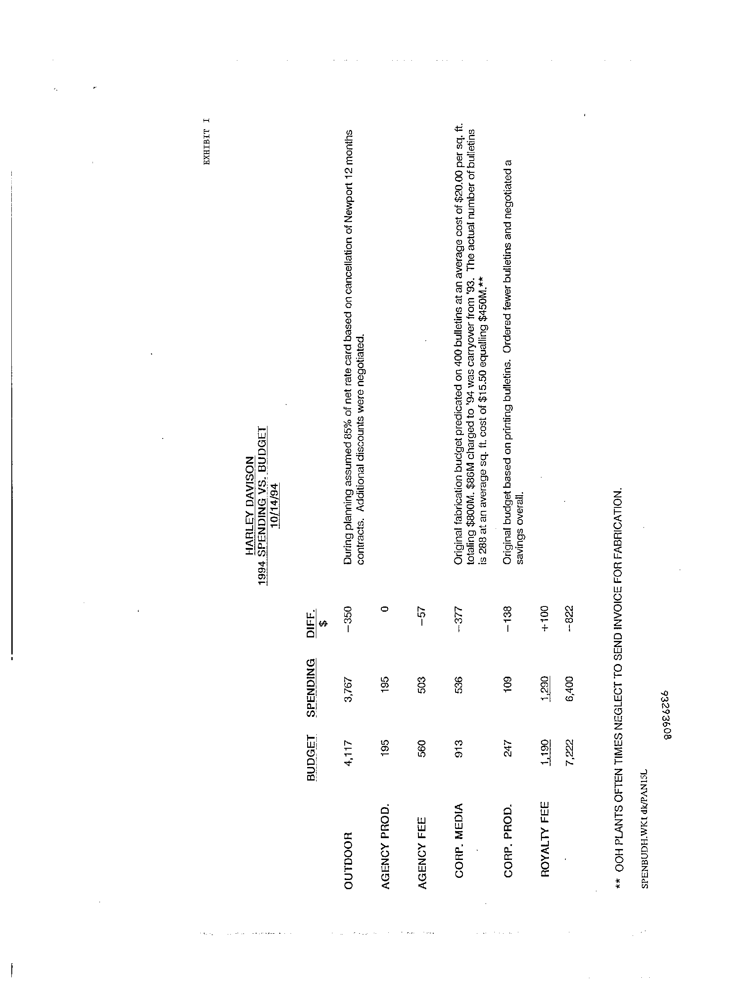 EXHIBIT I
HARLEY DAVISON
1994 SPENDING VS. BUDGET
10/14/94
BUDGET SPENDING DIFF.
$
OUTDOOR 4,117 3,767 -350 During planning assumed 85% of net rate card based on cancellation of Newport 12 months
contracts. Additional discounts were negotiated.
AGENCY PROD. 195 195 0
AGENCY FEE 560 503 -57
CORP. MEDIA 913 536 -377 Original fabrication budget predicated on 400 bulletins at an average cost of $20.00 per sq. ft.
totaling $800M. $86M charged to '94 was carryover from '93. The actual number of bulletins
is 288 at an average sq. ft. cost of $15.50 equalling $450M.**
CORP. PROD. 247 109 -138 Original budget based on printing bulletins. Ordered fewer bulletins and negotiated a
savings overall.
ROYALTY FEE 1,190 1,290 +100
7,222 6,400 -822
** OOH PLANTS OFTEN TIMES NEGLECT TO SEND INVOICE FOR FABRICATION.
SPENBUDH.WK1 dk/PAN15L
93293608